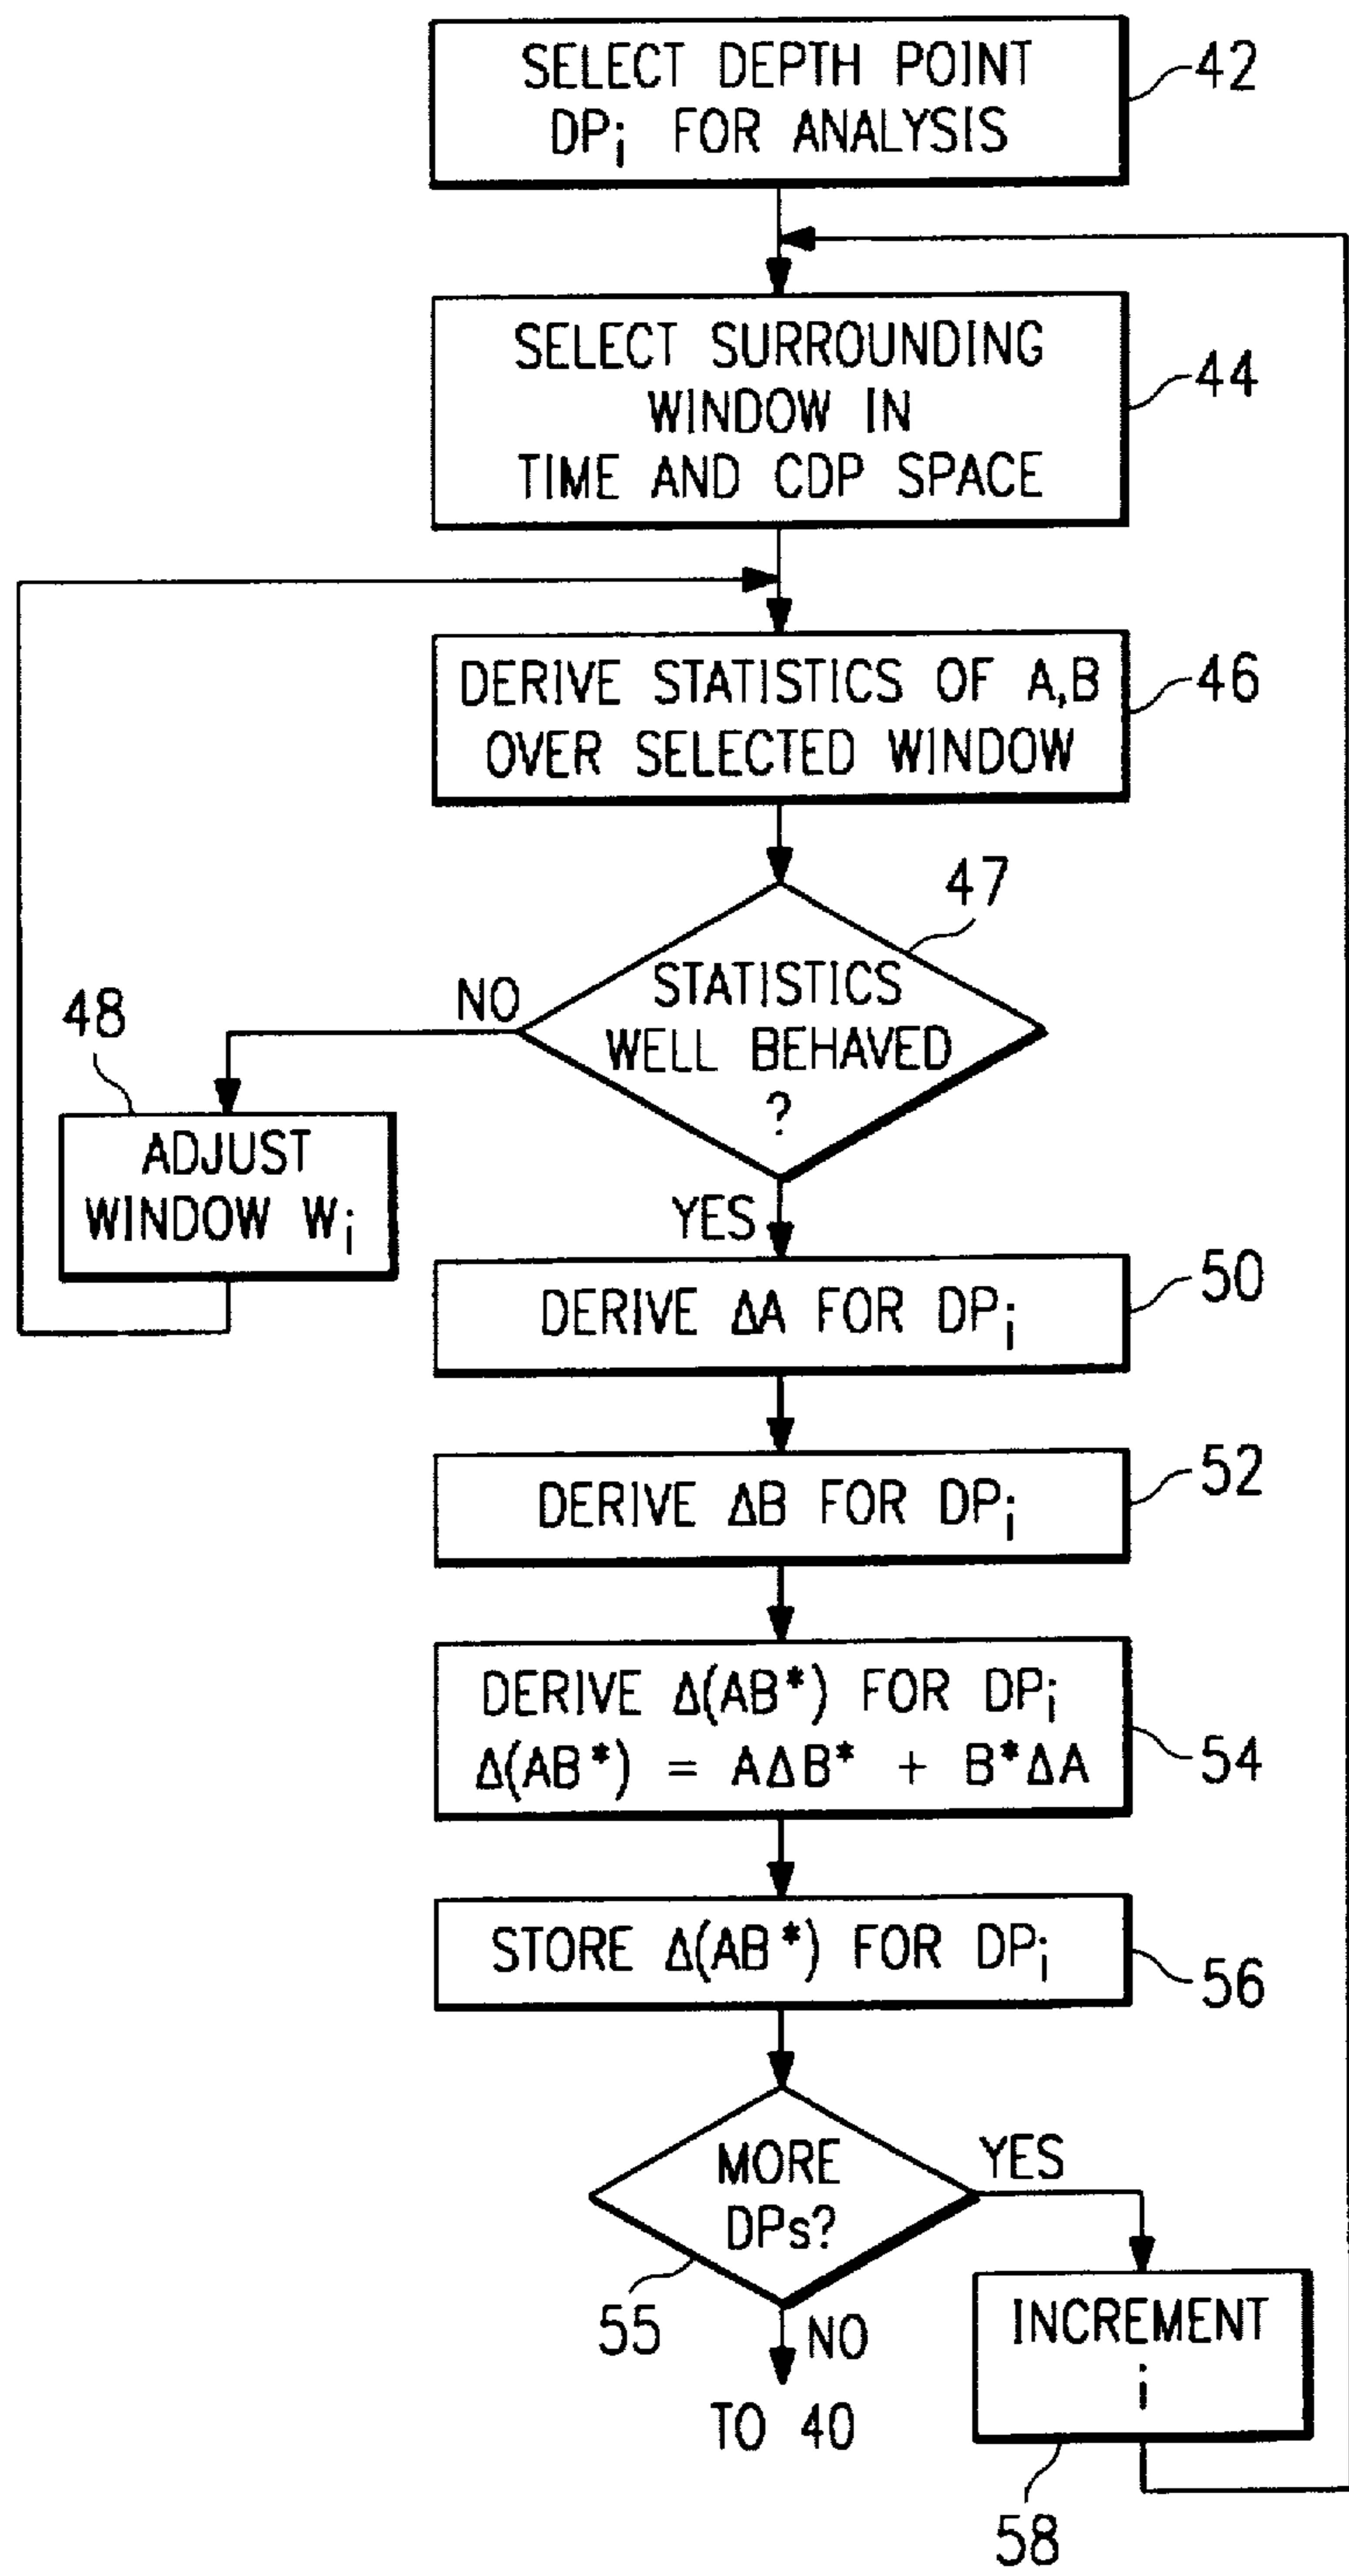 SELECT DEPTH POINT
DPi FOR ANALYSIS
42
SELECT SURROUNDING
WINDOW IN
TIME AND CDP SPACE
44
DERIVE STATISTICS OF A,B
OVER SELECTED WINDOW
46
47
STATISTICS
WELL BEHAVED
?
NO
48
ADJUST
WINDOW Wi
YES
DERIVE ΔA FOR DPi
50
DERIVE ΔB FOR DPi
52
DERIVE Δ(AB*) FOR DPi
Δ(AB*) = AΔB* + B*ΔA
54
STORE Δ(AB*) FOR DPi
56
MORE
DPs?
YES
55
NO
TO 40
INCREMENT
i
58